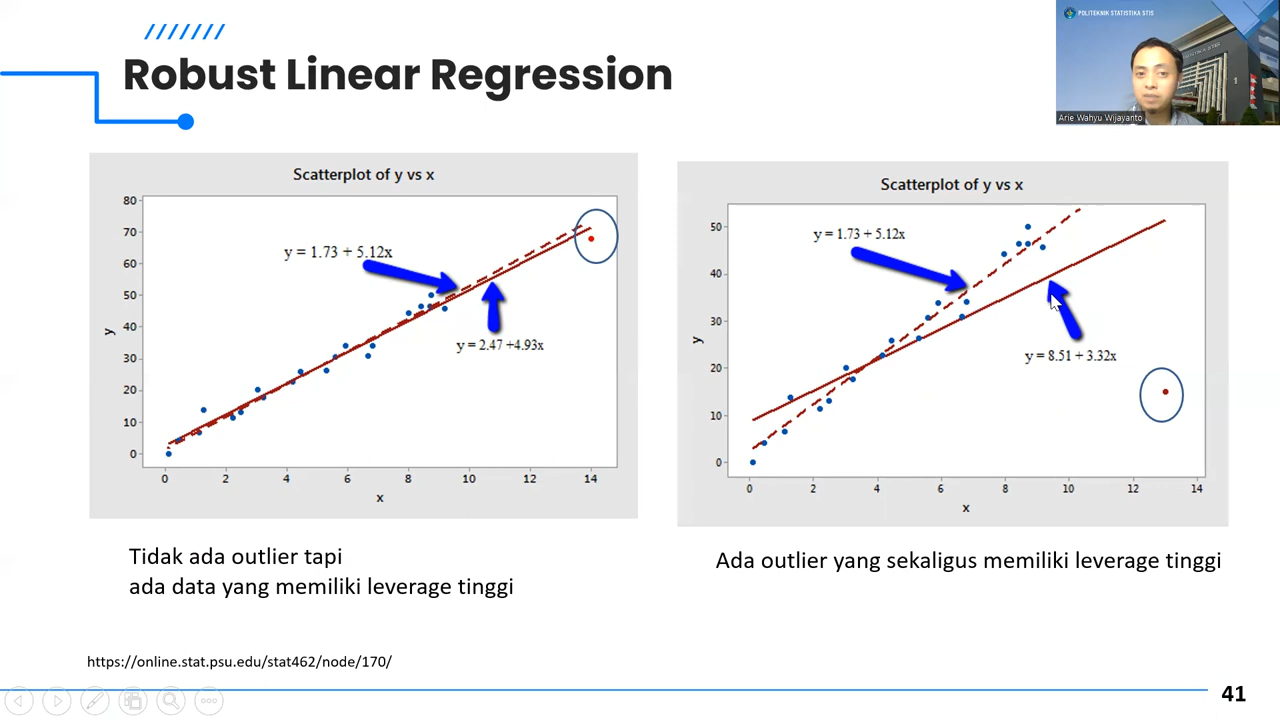 POLITEKNIK STATISTIKA STIS
Arie Wahyu Wijayanto
Robust Linear Regression
Scatterplot of y vs x
80
70
60
50
40
30
20
10
0
y
0 2 4 6 8 10 12 14
x
y = 1.73 + 5.12x
y = 2.47 +4.93x
Scatterplot of y vs x
50
40
30
20
10
0
y
0 2 4 6 8 10 12 14
x
y = 1.73 + 5.12x
y = 8.51 + 3.32x
Tidak ada outlier tapi
ada data yang memiliki leverage tinggi
Ada outlier yang sekaligus memiliki leverage tinggi
https://online.stat.psu.edu/stat462/node/170/
41